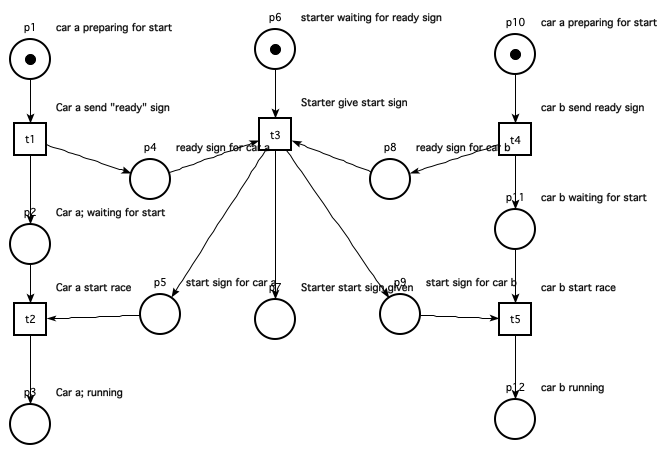 p6
starter waiting for ready sign
p10
car a preparing for start
p1
car a preparing for start
Car a send "ready" sign
Starter give start sign
car b send ready sign
t1
t3
t4
p4
ready sign for car a
p8
ready sign for car b
p2
Car a; waiting for start
p11
car b waiting for start
Car a start race
p5
start sign for car a
p7
Starter start sign given
p9
start sign for car b
car b start race
t2
t5
p3
Car a; running
p12
car b running